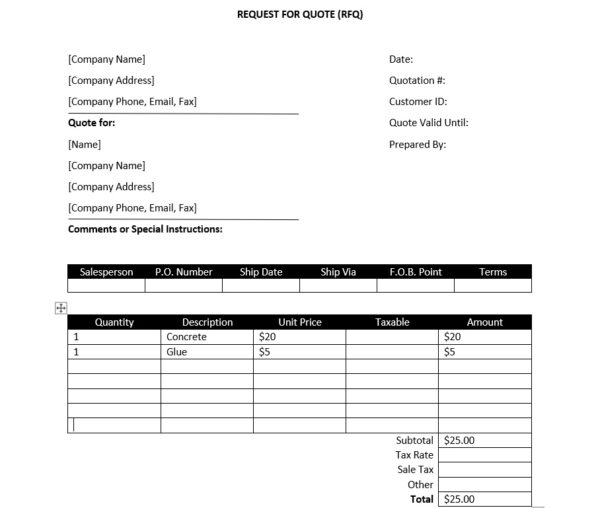 REQUEST FOR QUOTE (RFQ)
[Company Name]
Date:
[Company Address]
Quotation #:
[Company Phone, Email, Fax]
Customer ID:
Quote for:
Quote Valid Until:
[Name]
Prepared By:
[Company Name]
[Company Address]
[Company Phone, Email, Fax]
Comments or Special Instructions:
Salesperson P.O. Number Ship Date Ship Via F.O.B. Point Terms
Quantity Description Unit Price Taxable Amount
1 Concrete $20 $20
1 Glue $5 $5
Subtotal $25.00
Tax Rate
Sale Tax
Other
Total $25.00